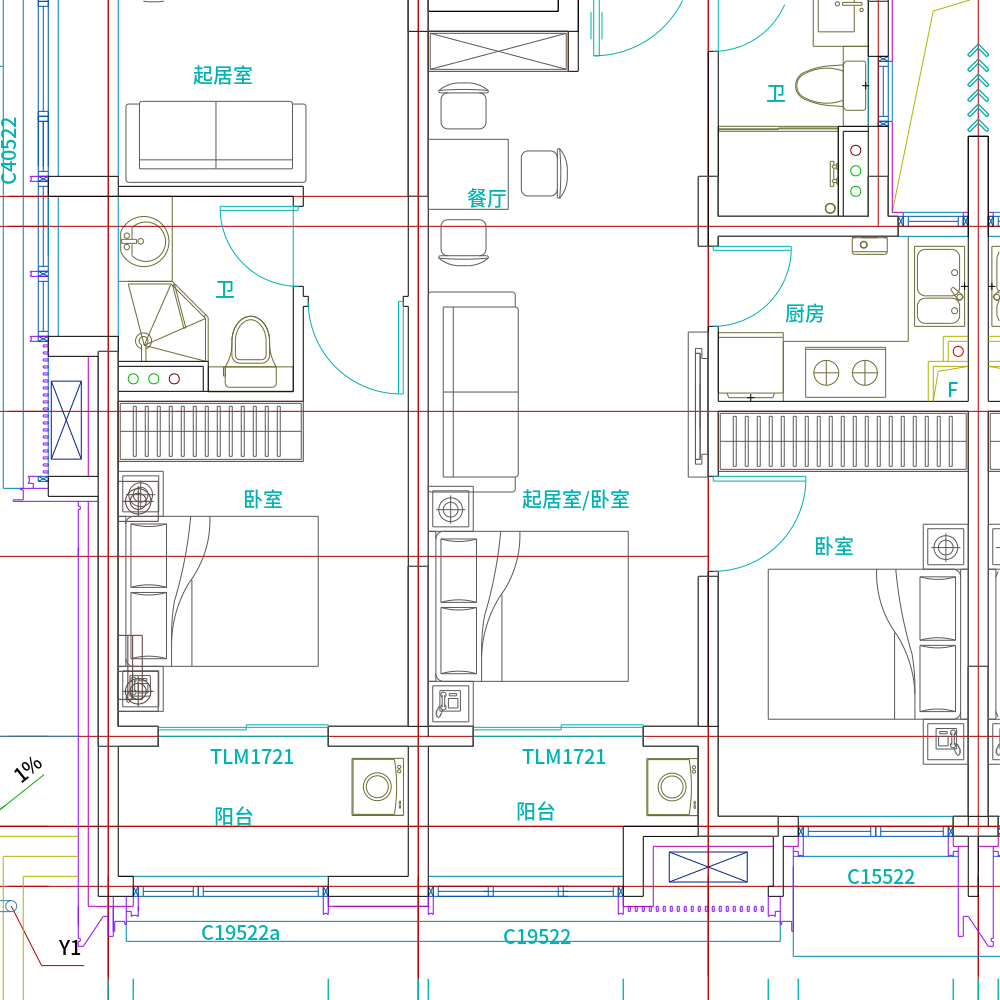 起居室
卫
C40522
餐厅
卫
厨房
F
卧室
起居室/卧室
卧室
TLM1721
TLM1721
1%
阳台
阳台
C15522
C19522a
C19522
Y1